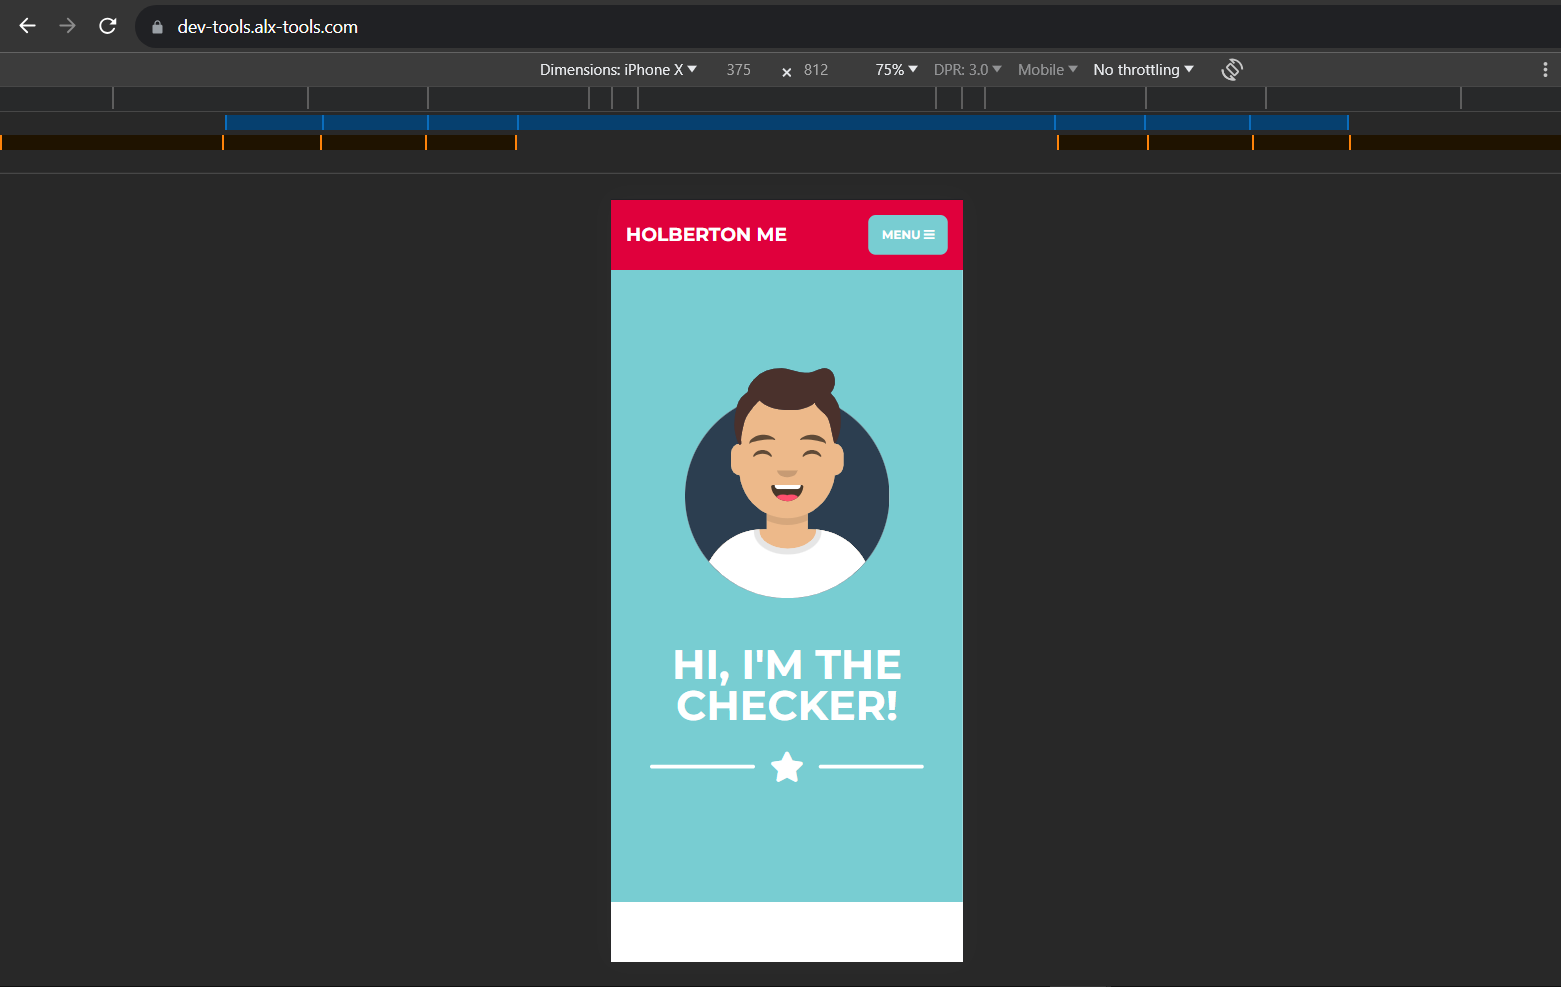 dev-tools.alx-tools.com
Dimensions: iPhone X 375 × 812 75% DPR: 3.0 Mobile No throttling
HOLBERTON ME MENU
HI, I'M THE
CHECKER!